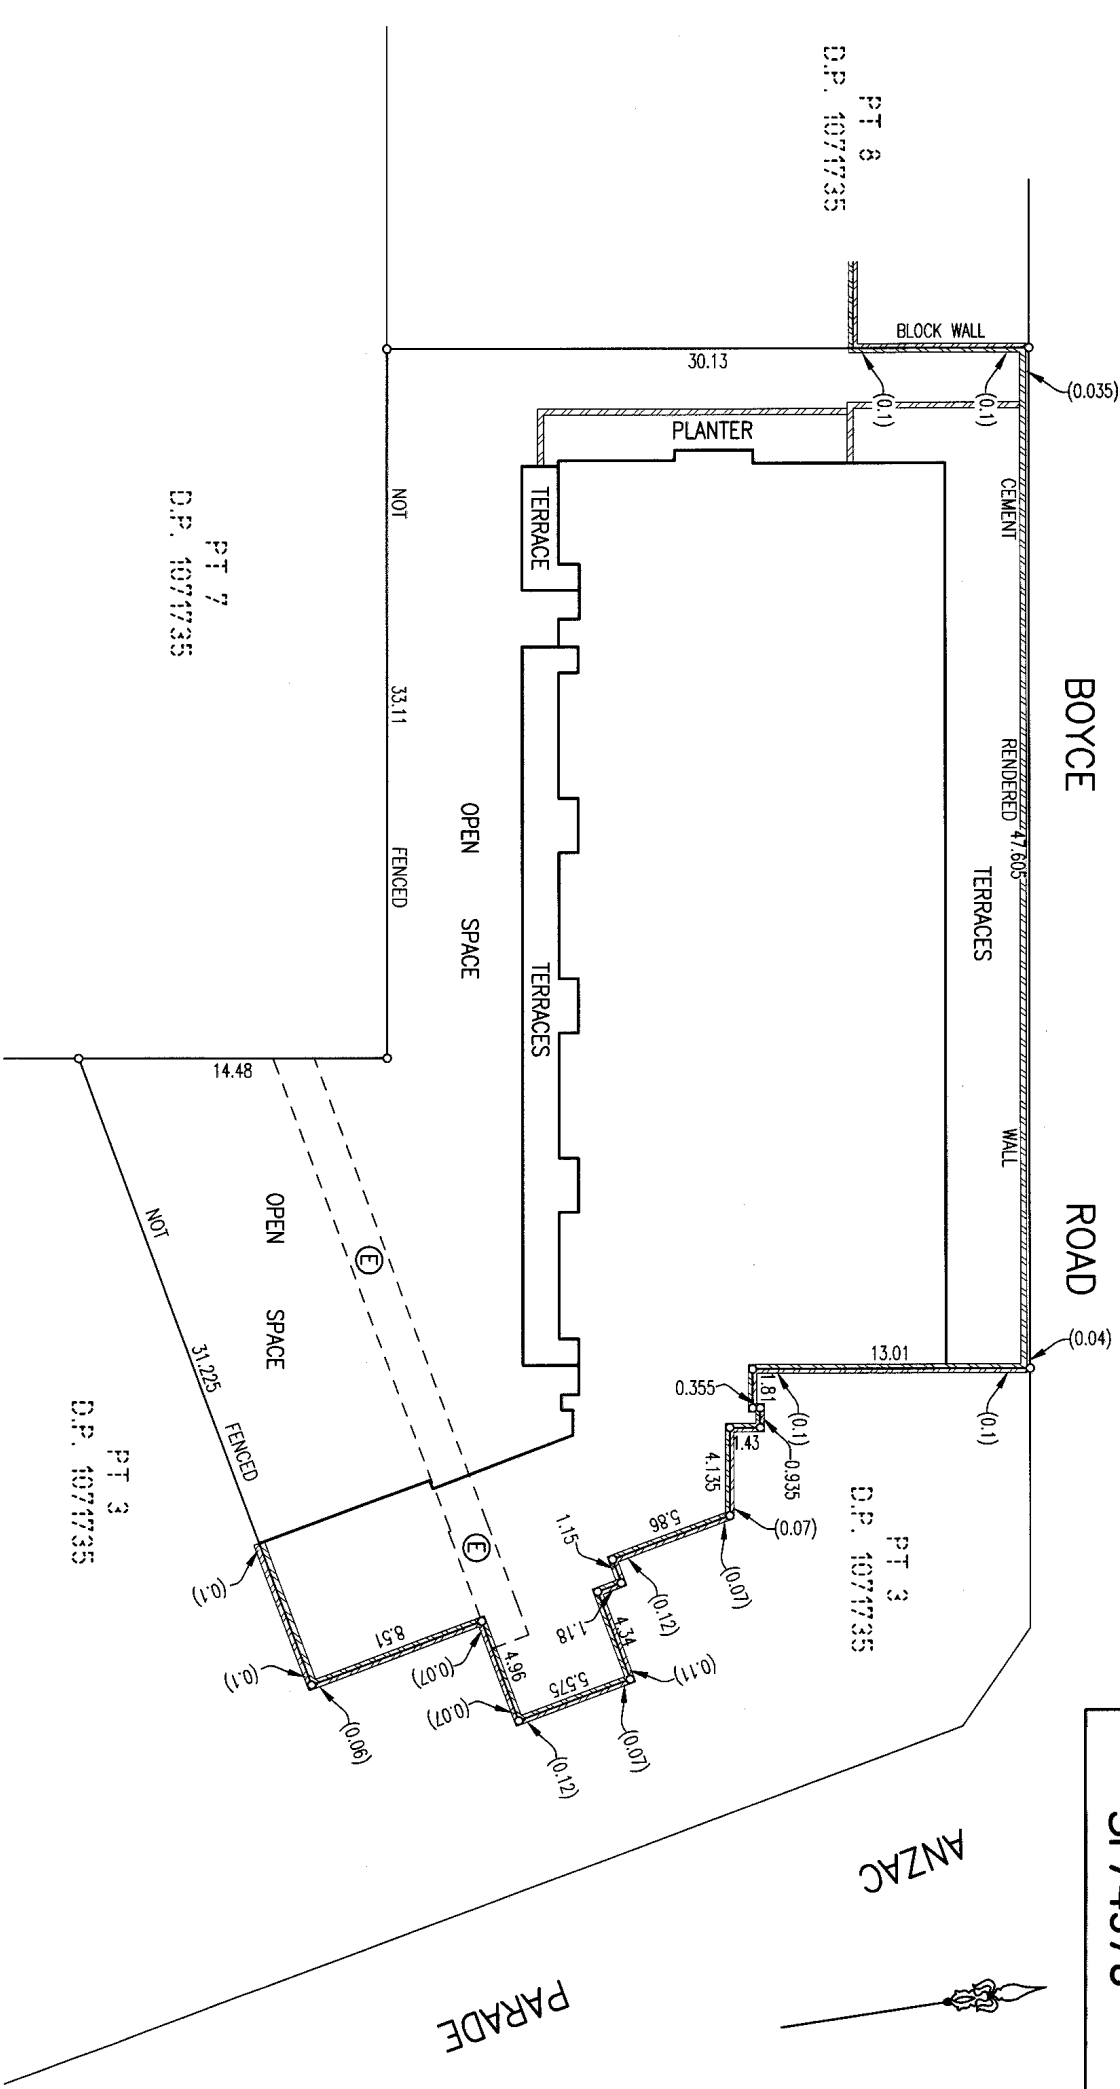 BOYCE ROAD
PT 8
D.P. 1071735
BLOCK WALL
(0.035)
(0.1)
(0.1)
30.13
PLANTER
CEMENT RENDERED WALL
47.605
TERRACES
TERRACE
TERRACES
NOT FENCED
33.11
OPEN SPACE
PT 7
D.P. 1071735
14.48
OPEN SPACE
NOT FENCED
31.225
E
E
PT 3
D.P. 1071735
(0.04)
13.01
(0.1)
(0.1)
1.81
0.355
0.935
1.43
4.135
(0.07)
(0.07)
5.86
1.15
(0.12)
1.18
4.34
(0.11)
(0.07)
5.575
(0.12)
4.96
(0.07)
(0.07)
8.51
(0.06)
(0.1)
(0.1)
PT 3
D.P. 1071735
ANZAC PARADE